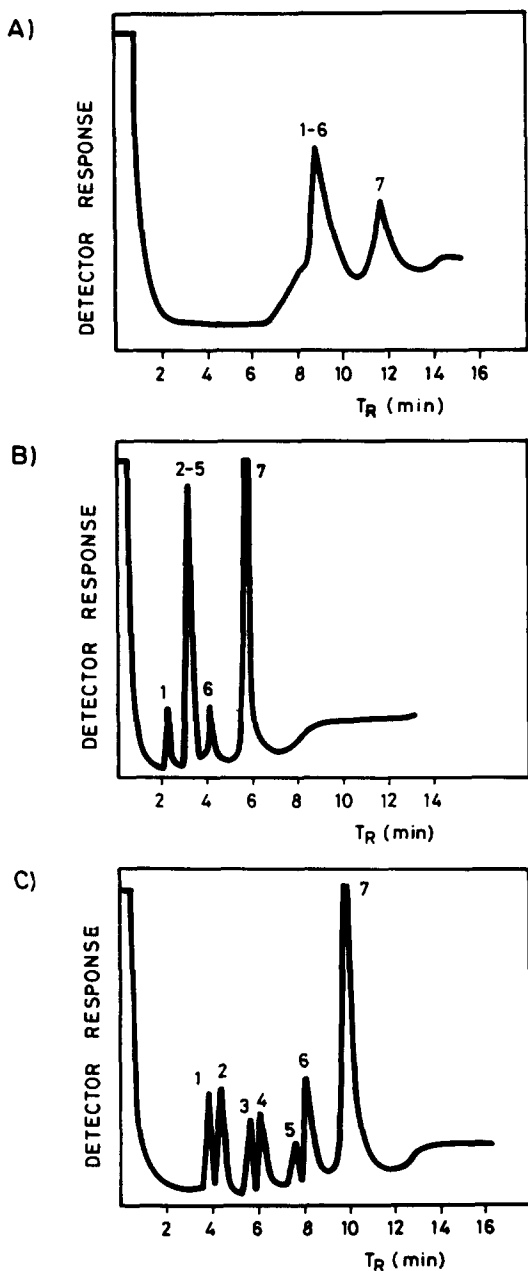 A)
DETECTOR RESPONSE
1-6
7
2 4 6 8 10 12 14 16
TR (min)
B)
DETECTOR RESPONSE
1
2-5
6
7
2 4 6 8 10 12 14
TR (min)
C)
DETECTOR RESPONSE
1 2 3 4 5 6 7
2 4 6 8 10 12 14 16
TR (min)